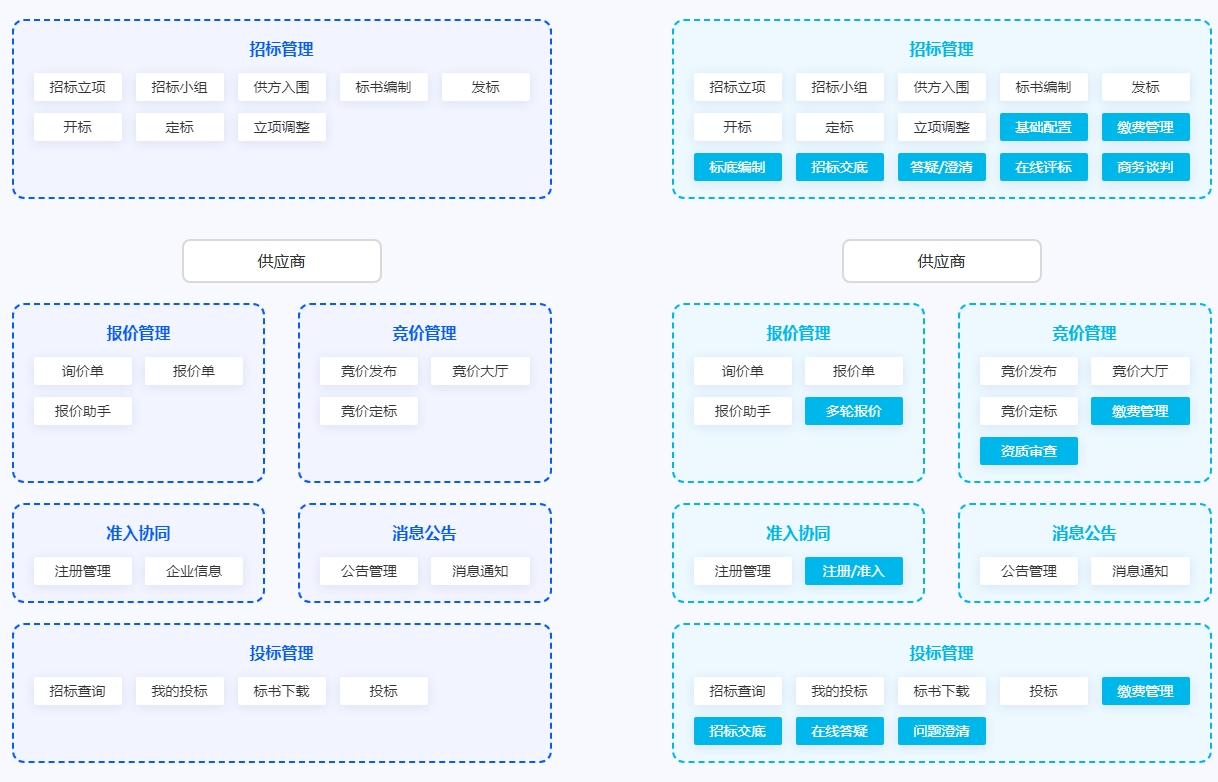 招标管理
招标立项 招标小组 供方入围 标书编制 发标
开标 定标 立项调整
供应商
报价管理
询价单 报价单
报价助手
竞价管理
竞价发布 竞价大厅
竞价定标
准入协同
注册管理 企业信息
消息公告
公告管理 消息通知
投标管理
招标查询 我的投标 标书下载 投标
招标管理
招标立项 招标小组 供方入围 标书编制 发标
开标 定标 立项调整 基础配置 缴费管理
标底编制 招标交底 答疑/澄清 在线评标 商务谈判
供应商
报价管理
询价单 报价单
报价助手 多轮报价
竞价管理
竞价发布 竞价大厅
竞价定标 缴费管理
资质审查
准入协同
注册管理 注册/准入
消息公告
公告管理 消息通知
投标管理
招标查询 我的投标 标书下载 投标 缴费管理
招标交底 在线答疑 问题澄清